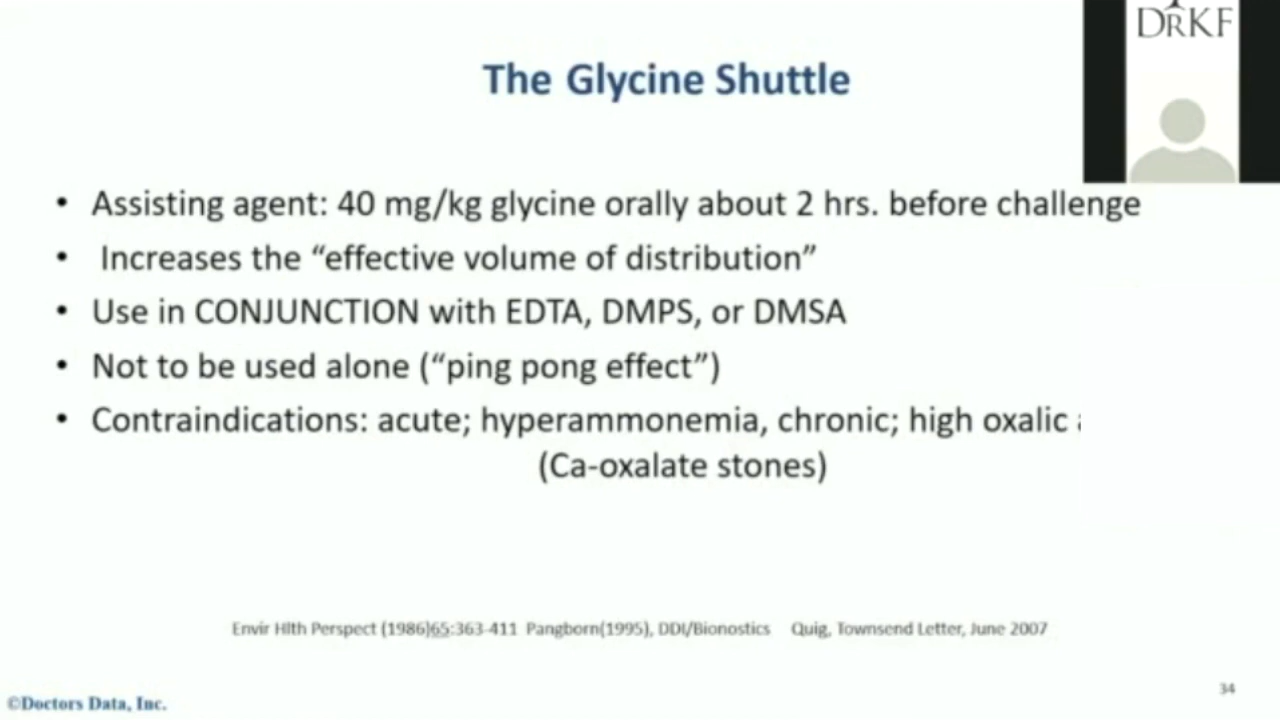 DRKF
The Glycine Shuttle
• Assisting agent: 40 mg/kg glycine orally about 2 hrs. before challenge
• Increases the “effective volume of distribution”
• Use in CONJUNCTION with EDTA, DMPS, or DMSA
• Not to be used alone (“ping pong effect”)
• Contraindications: acute; hyperammonemia, chronic; high oxalic
(Ca-oxalate stones)
Envir Hlth Perspect (1986)65:363-411 Pangborn(1995), DDI/Bionostics Quig, Townsend Letter, June 2007
34
©Doctors Data, Inc.